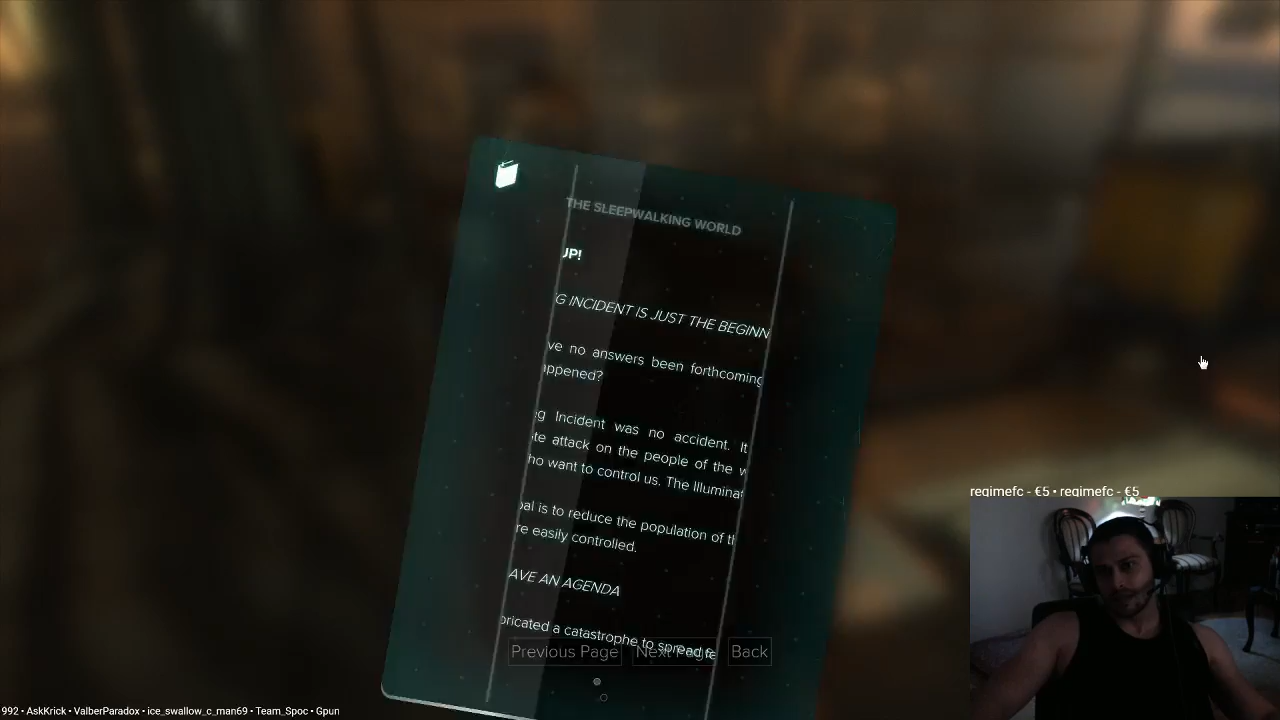 THE SLEEPWALKING WORLD
UP!
G INCIDENT IS JUST THE BEGINN
ve no answers been forthcoming
appened?
ng Incident was no accident. It
te attack on the people of the w
ho want to control us. The Illumina
oal is to reduce the population of th
re easily controlled.
AVE AN AGENDA
bricated a catastrophe to spread fe
Previous Page Next Page Back
regimefc - €5 • regimefc - €5
992 • AskKrick • ValberParadox • ice_swallow_c_man69 • Team_Spoc • Gpun